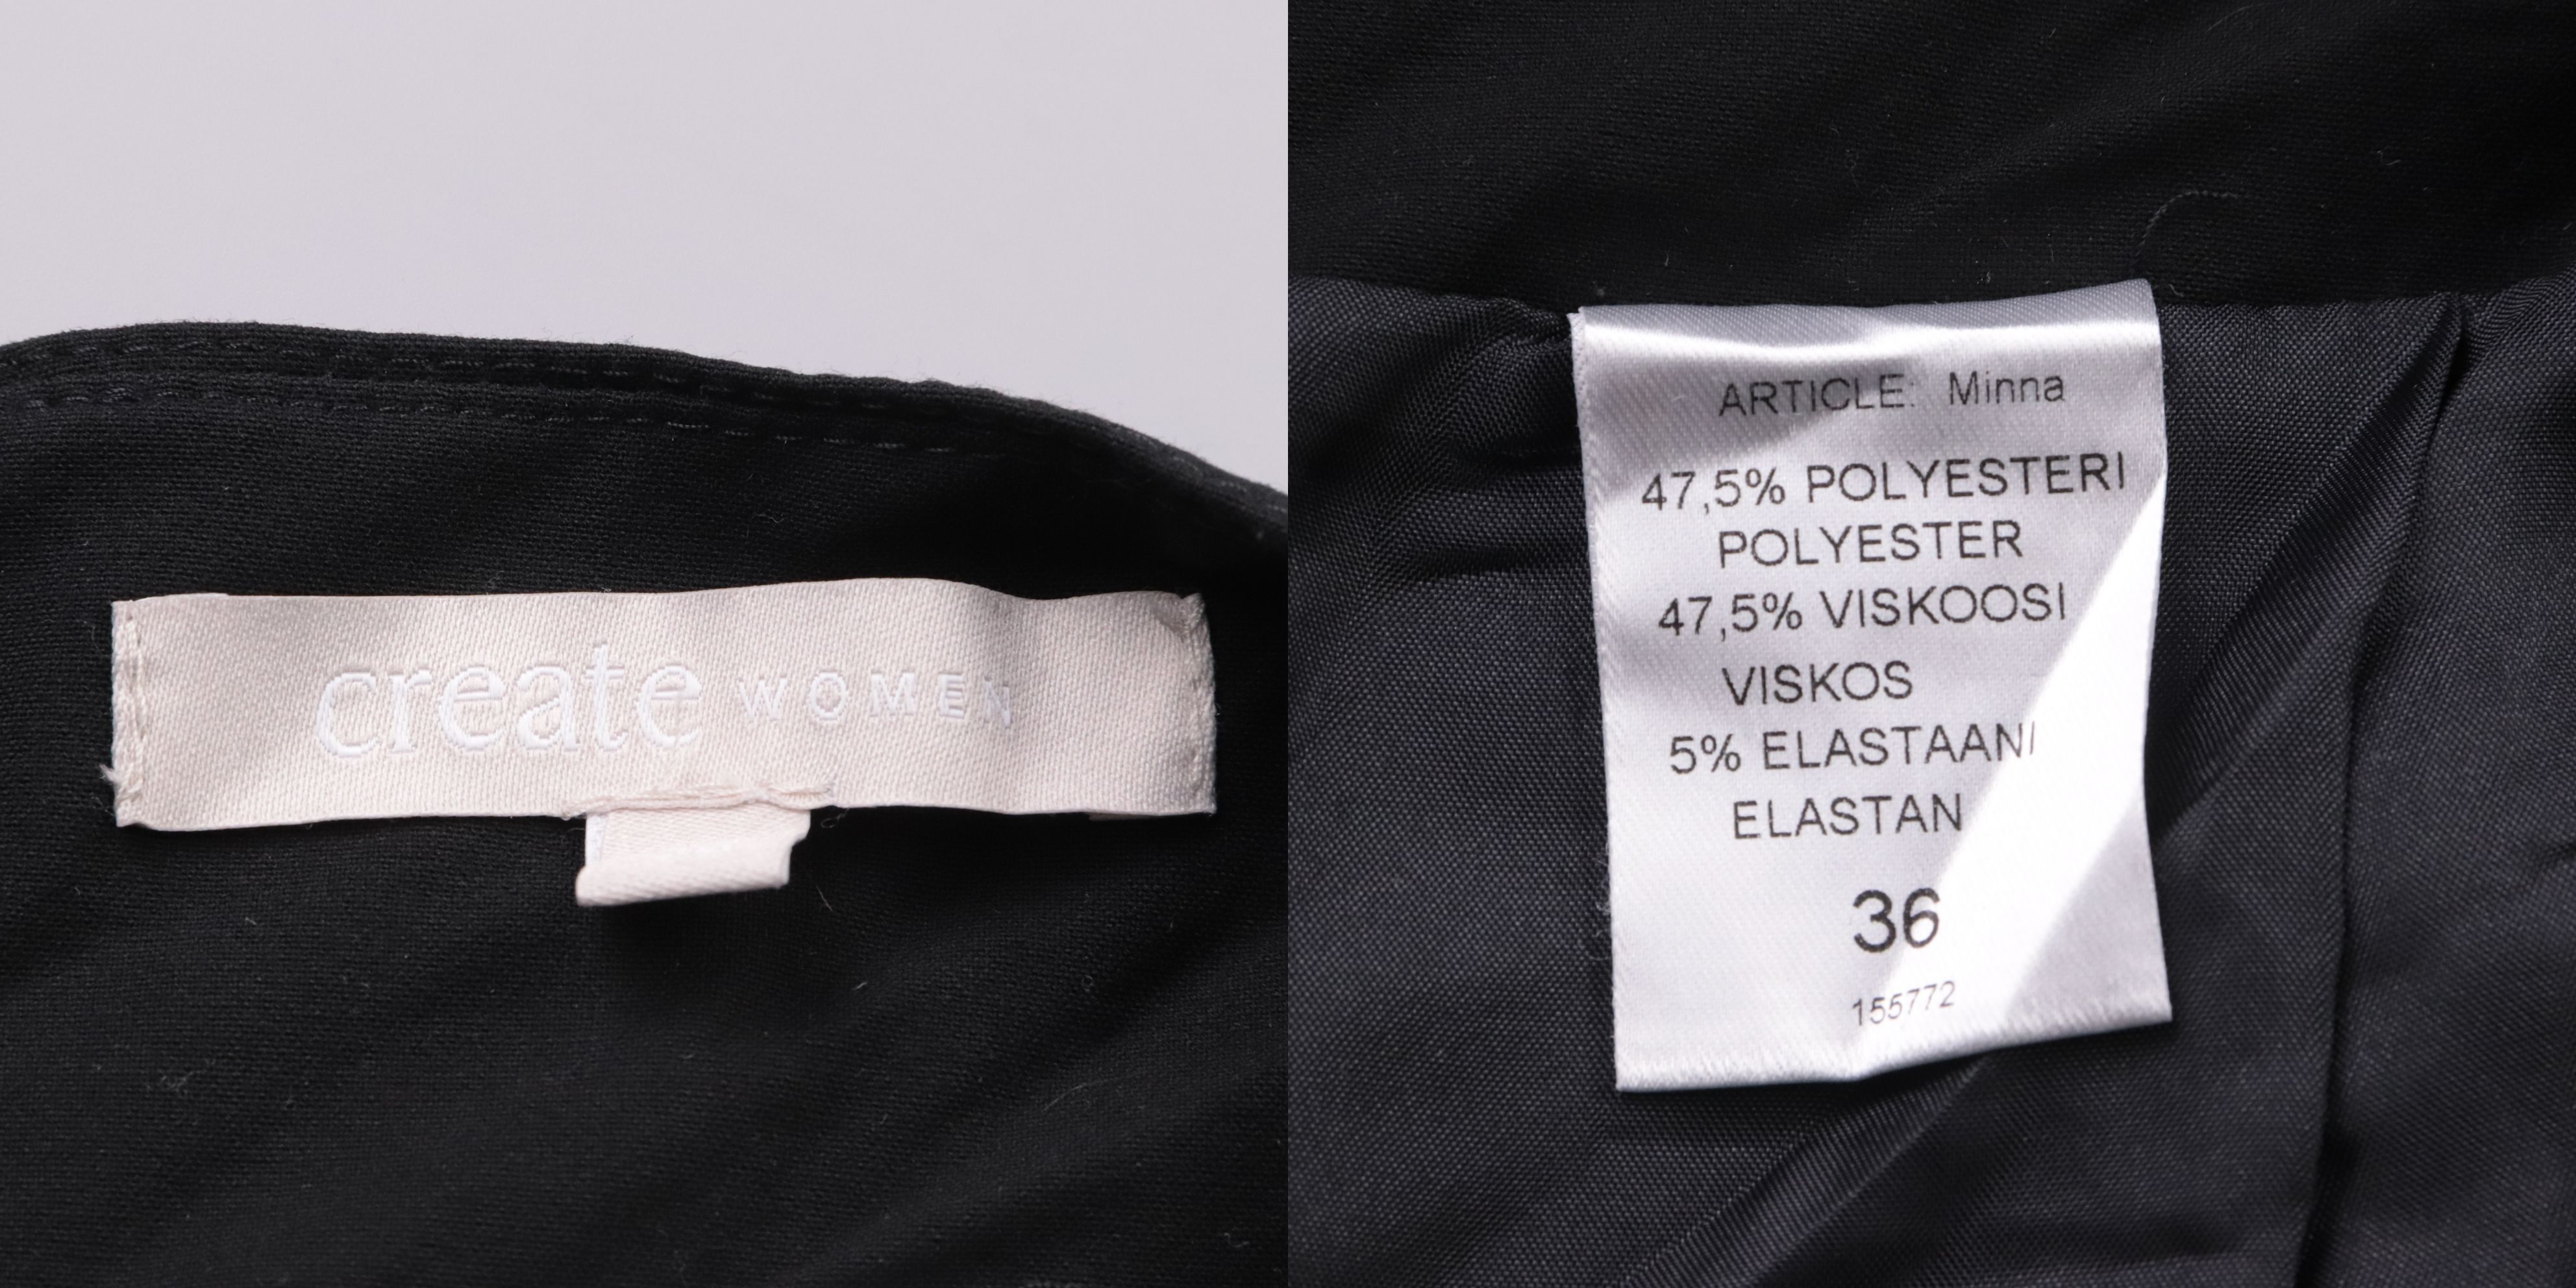 create WOMEN
ARTICLE: Minna
47,5% POLYESTERI
POLYESTER
47,5% VISKOOSI
VISKOS
5% ELASTAANI
ELASTAN
36
155772